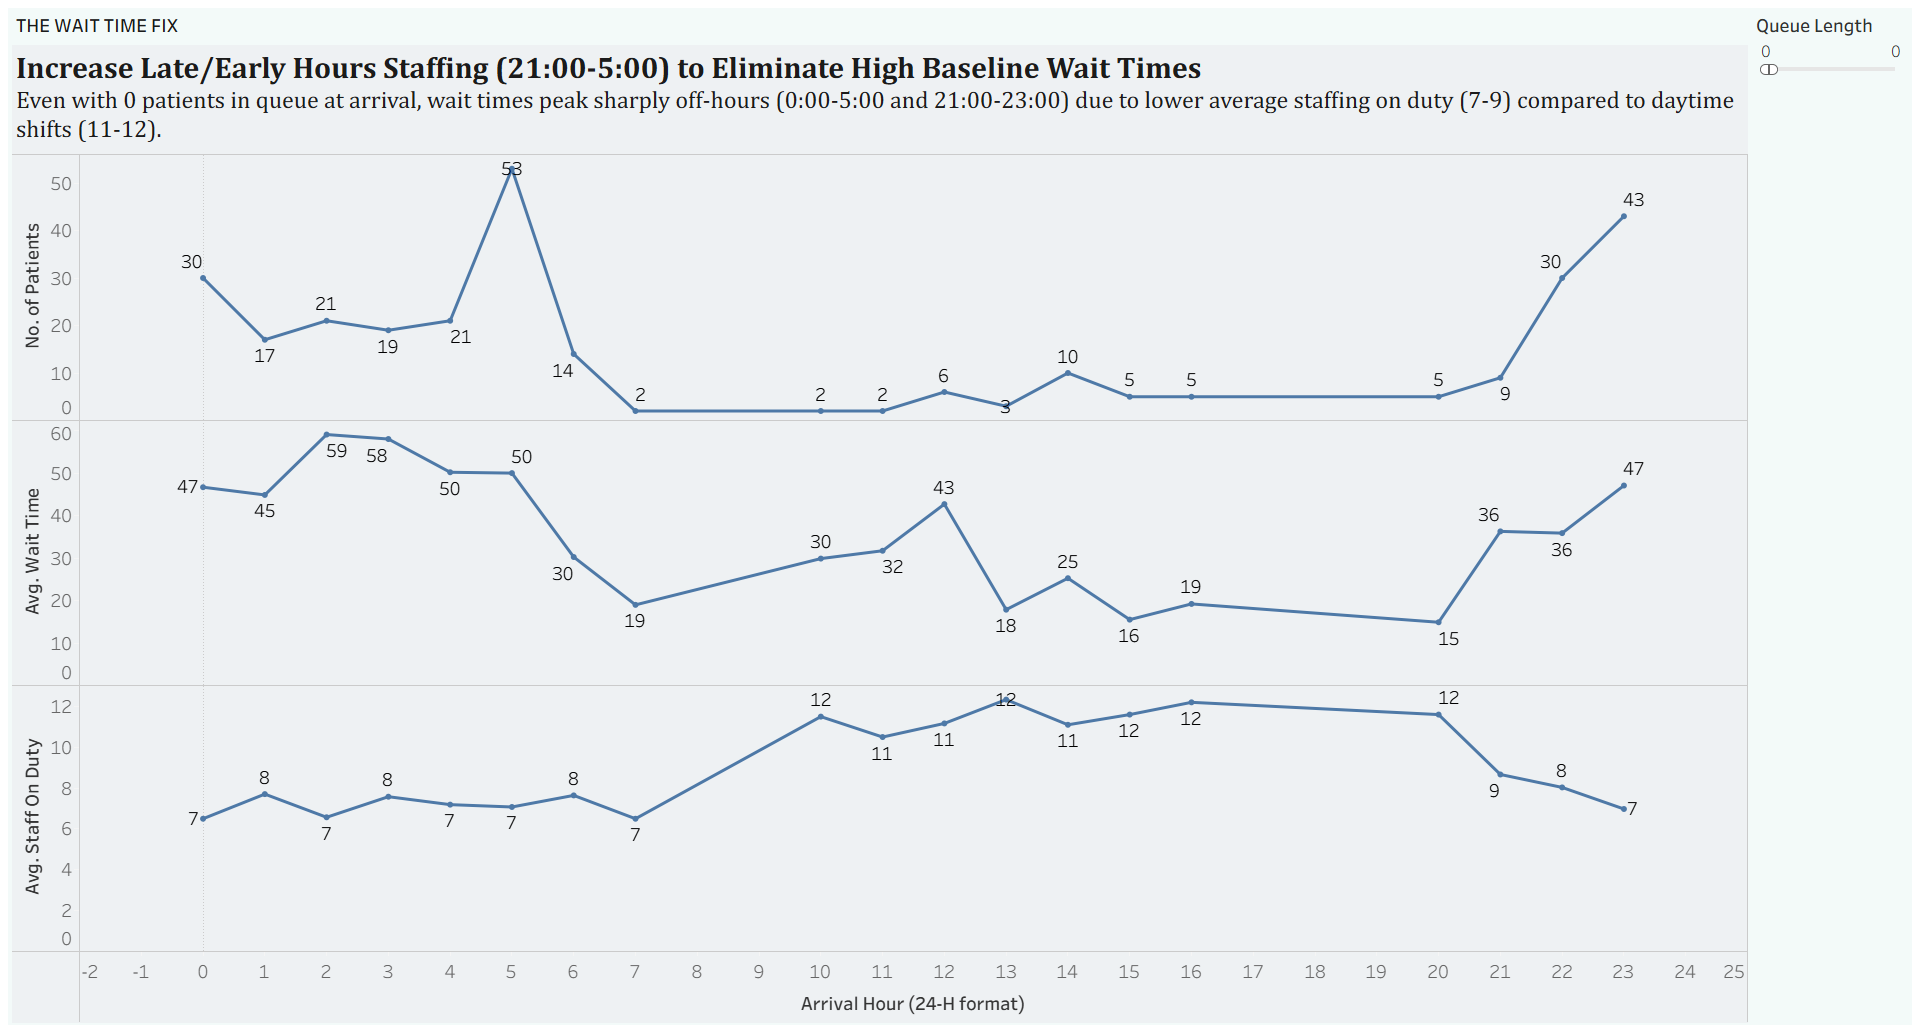 THE WAIT TIME FIX
Queue Length
0 0
Increase Late/Early Hours Staffing (21:00-5:00) to Eliminate High Baseline Wait Times
Even with 0 patients in queue at arrival, wait times peak sharply off-hours (0:00-5:00 and 21:00-23:00) due to lower average staffing on duty (7-9) compared to daytime
shifts (11-12).
No. of Patients
50
40
30
20
10
0
30 17 21 19 21 53 14 2 2 2 6 3 10 5 5 5 9 30 43
Avg. Wait Time
60
50
40
30
20
10
0
47 45 59 58 50 50 30 19 30 32 43 18 25 16 19 15 36 36 47
Avg. Staff On Duty
12
10
8
6
4
2
0
7 8 7 8 7 7 8 7 12 11 11 12 11 12 12 12 9 8 7
-2 -1 0 1 2 3 4 5 6 7 8 9 10 11 12 13 14 15 16 17 18 19 20 21 22 23 24 25
Arrival Hour (24-H format)